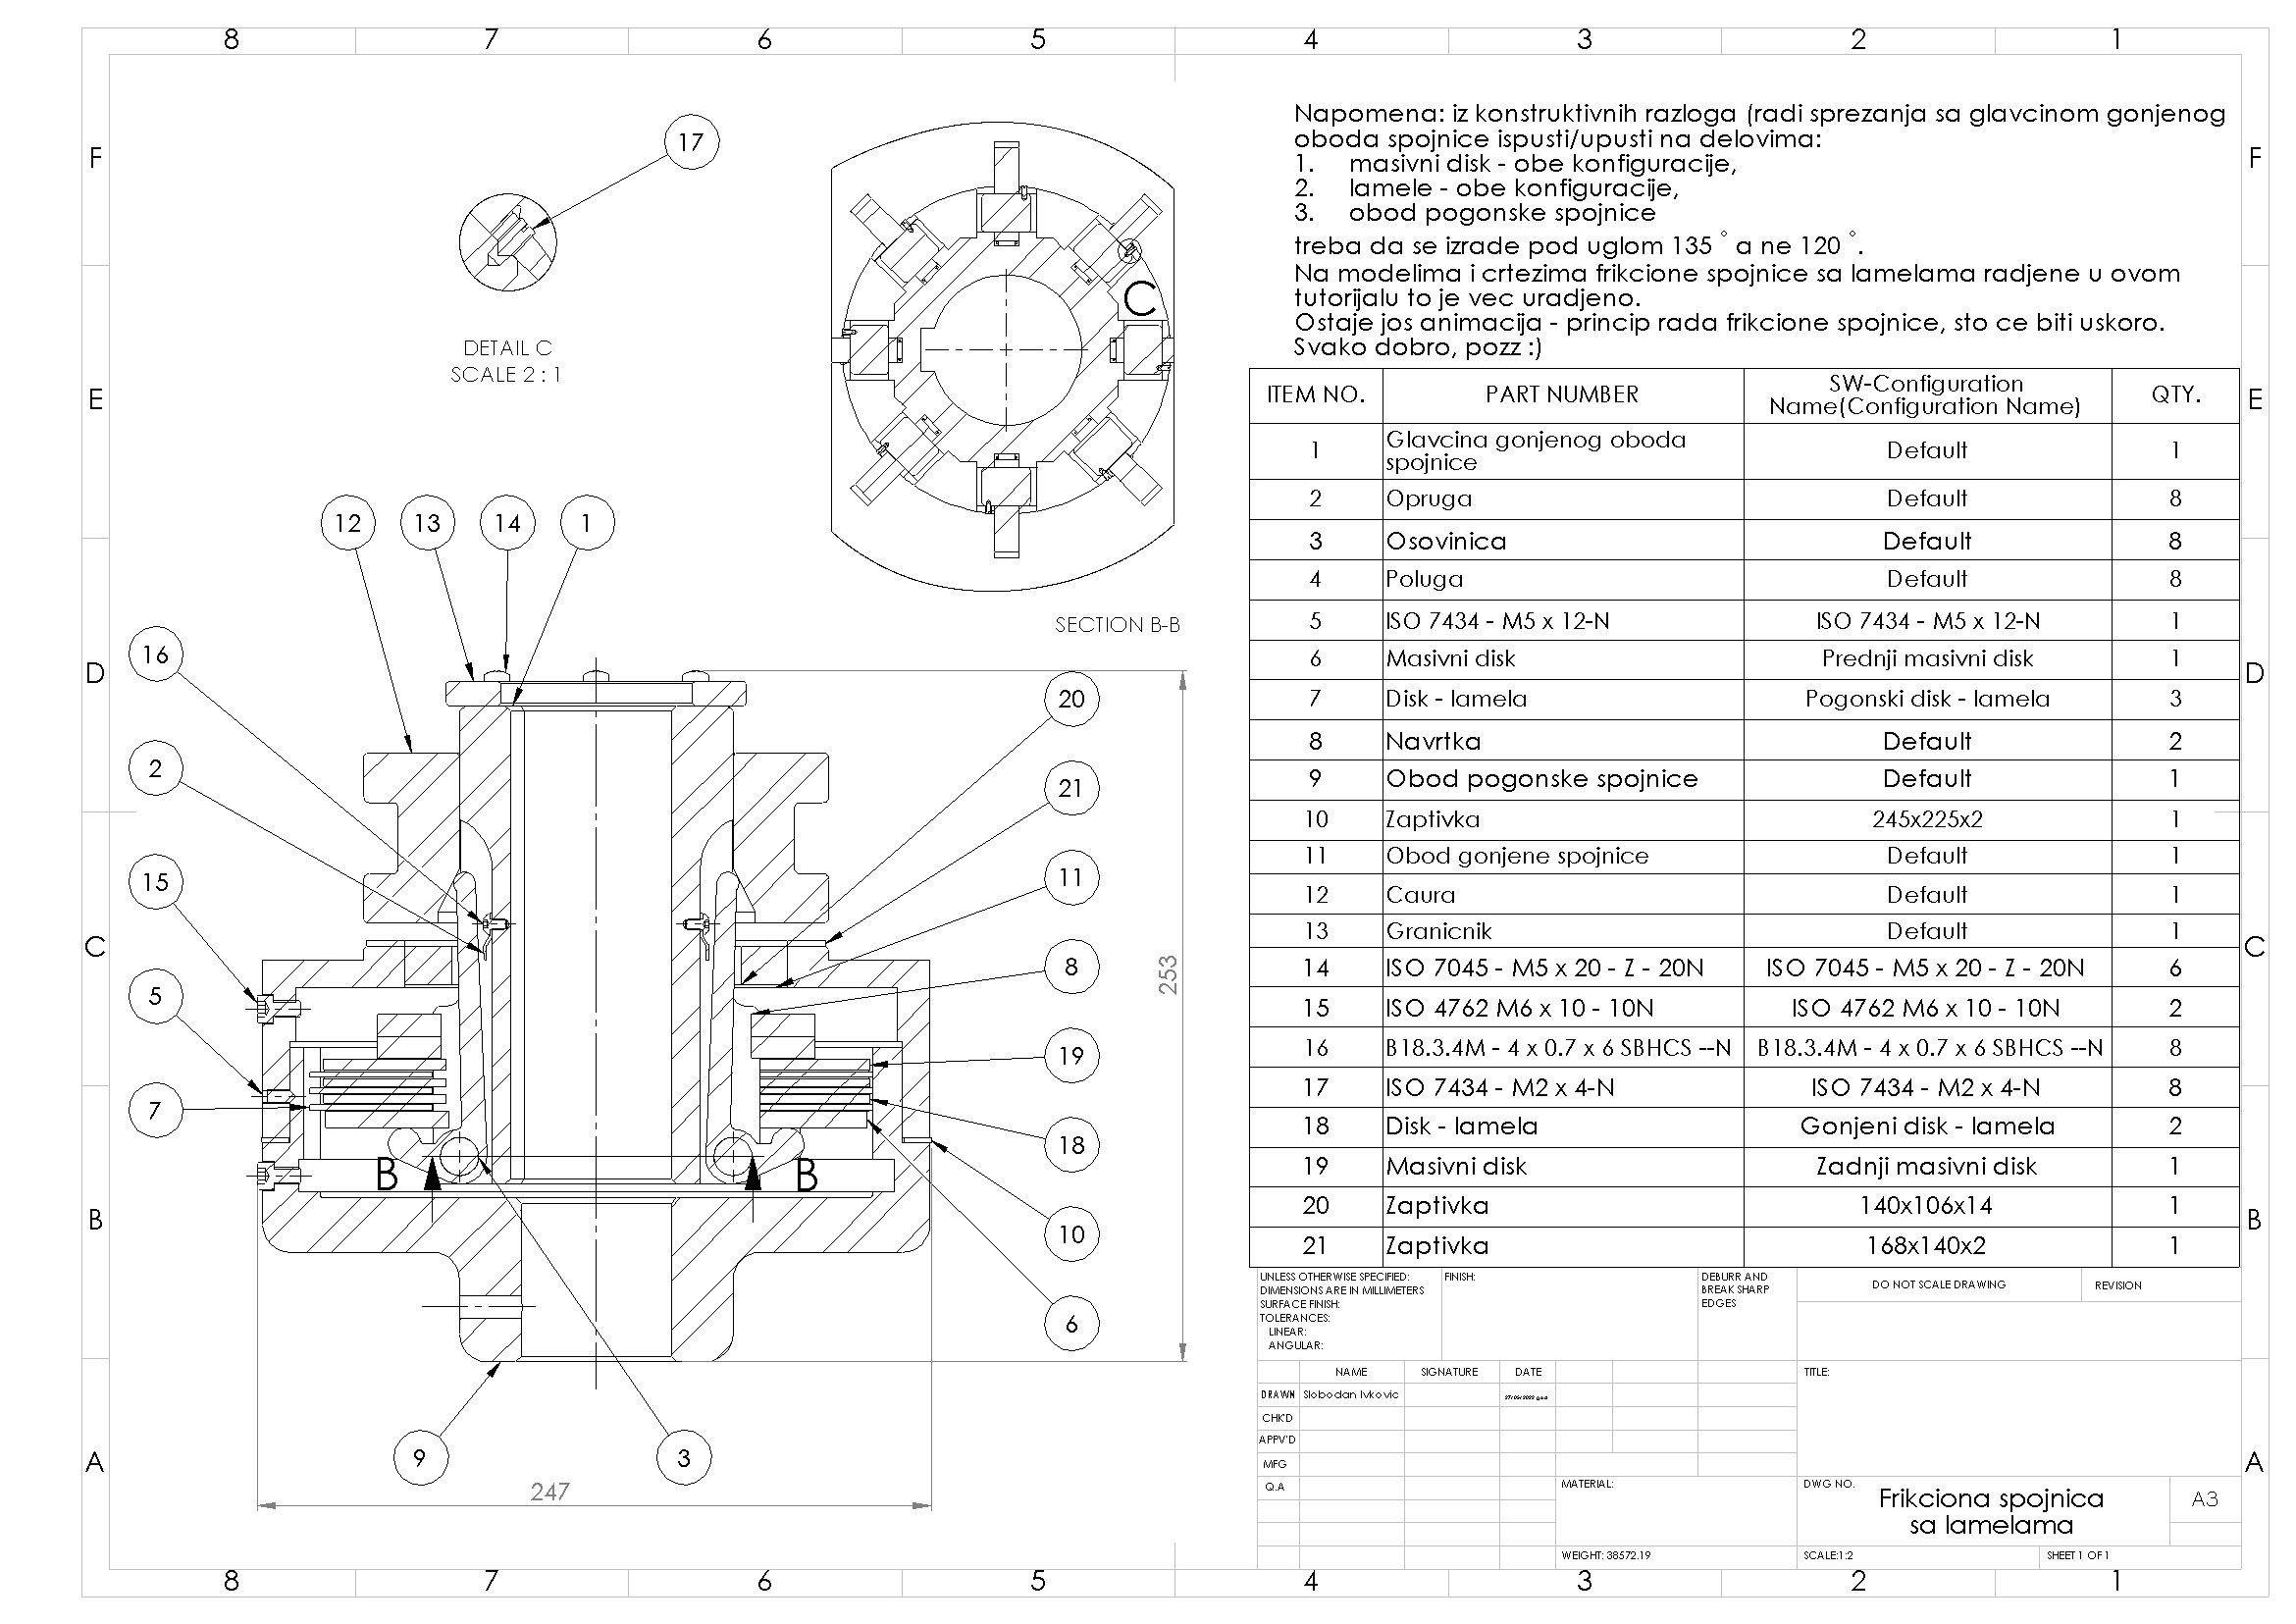 8 7 6 5 4 3 2 1
F
E
D
C
B
A
17
DETAIL C
SCALE 2 : 1
C
SECTION B-B
12 13 14 1
16
2
15
5
7
20
21
11
8
19
18
10
6
9
3
B B
253
247
Napomena: iz konstruktivnih razloga (radi sprezanja sa glavcinom gonjenog
oboda spojnice ispusti/upusti na delovima:
1. masivni disk - obe konfiguracije,
2. lamele - obe konfiguracije,
3. obod pogonske spojnice
treba da se izrade pod uglom 135 ° a ne 120 °.
Na modelima i crtezima frikcione spojnice sa lamelama radjene u ovom
tutorijalu to je vec uradjeno.
Ostaje jos animacija - princip rada frikcione spojnice, sto ce biti uskoro.
Svako dobro, pozz :)
ITEM NO. PART NUMBER SW-Configuration Name(Configuration Name) QTY.
1 Glavcina gonjenog oboda spojnice Default 1
2 Opruga Default 8
3 Osovinica Default 8
4 Poluga Default 8
5 ISO 7434 - M5 x 12-N ISO 7434 - M5 x 12-N 1
6 Masivni disk Prednji masivni disk 1
7 Disk - lamela Pogonski disk - lamela 3
8 Navrtka Default 2
9 Obod pogonske spojnice Default 1
10 Zaptivka 245x225x2 1
11 Obod gonjene spojnice Default 1
12 Caura Default 1
13 Granicnik Default 1
14 ISO 7045 - M5 x 20 - Z - 20N ISO 7045 - M5 x 20 - Z - 20N 6
15 ISO 4762 M6 x 10 - 10N ISO 4762 M6 x 10 - 10N 2
16 B18.3.4M - 4 x 0.7 x 6 SBHCS --N B18.3.4M - 4 x 0.7 x 6 SBHCS --N 8
17 ISO 7434 - M2 x 4-N ISO 7434 - M2 x 4-N 8
18 Disk - lamela Gonjeni disk - lamela 2
19 Masivni disk Zadnji masivni disk 1
20 Zaptivka 140x106x14 1
21 Zaptivka 168x140x2 1
UNLESS OTHERWISE SPECIFIED:
DIMENSIONS ARE IN MILLIMETERS
SURFACE FINISH:
TOLERANCES:
LINEAR:
ANGULAR:
FINISH:
DEBURR AND
BREAK SHARP
EDGES
DO NOT SCALE DRAWING
REVISION
NAME SIGNATURE DATE
DRAWN Slobodan Ivkovic
CHK'D
APPV'D
MFG
Q.A
TITLE:
MATERIAL:
DWG NO.
Frikciona spojnica
sa lamelama
A3
WEIGHT: 38572.19
SCALE:1:2
SHEET 1 OF 1
F
E
D
C
B
A
8 7 6 5 4 3 2 1